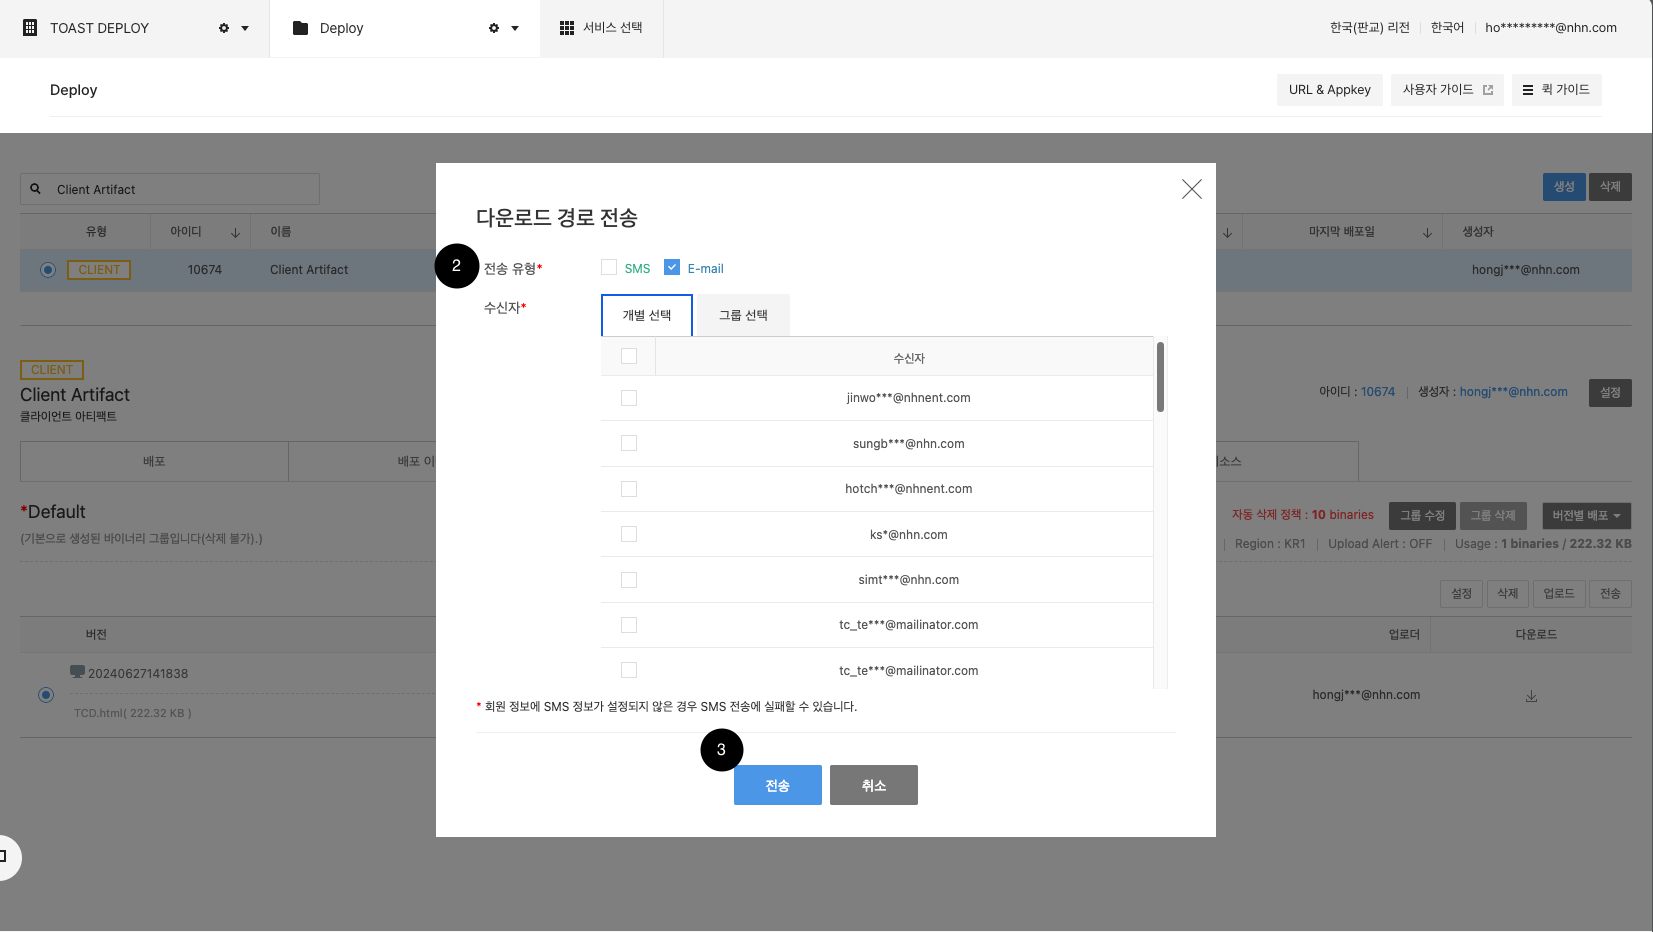 TOAST DEPLOY
Deploy
서비스 선택
한국(판교) 리전
한국어
ho*********@nhn.com
Deploy
URL & Appkey
사용자 가이드
퀵 가이드
Client Artifact
생성
삭제
유형
아이디
이름
마지막 배포일
생성자
CLIENT
10674
Client Artifact
hongj***@nhn.com
다운로드 경로 전송
2
전송 유형*
SMS
E-mail
수신자*
개별 선택
그룹 선택
수신자
jinwo***@nhnent.com
sungb***@nhn.com
hotch***@nhnent.com
ks*@nhn.com
simt***@nhn.com
tc_te***@mailinator.com
tc_te***@mailinator.com
* 회원 정보에 SMS 정보가 설정되지 않은 경우 SMS 전송에 실패할 수 있습니다.
3
전송
취소
CLIENT
Client Artifact
클라이언트 아티팩트
아이디 : 10674
생성자 : hongj***@nhn.com
설정
배포
배포 이
소스
*Default
(기본으로 생성된 바이너리 그룹입니다(삭제 불가).)
자동 삭제 정책 : 10 binaries
그룹 수정
그룹 삭제
버전별 배포
Region : KR1
Upload Alert : OFF
Usage : 1 binaries / 222.32 KB
설정
삭제
업로드
전송
버전
업로더
다운로드
20240627141838
TCD.html( 222.32 KB )
hongj***@nhn.com